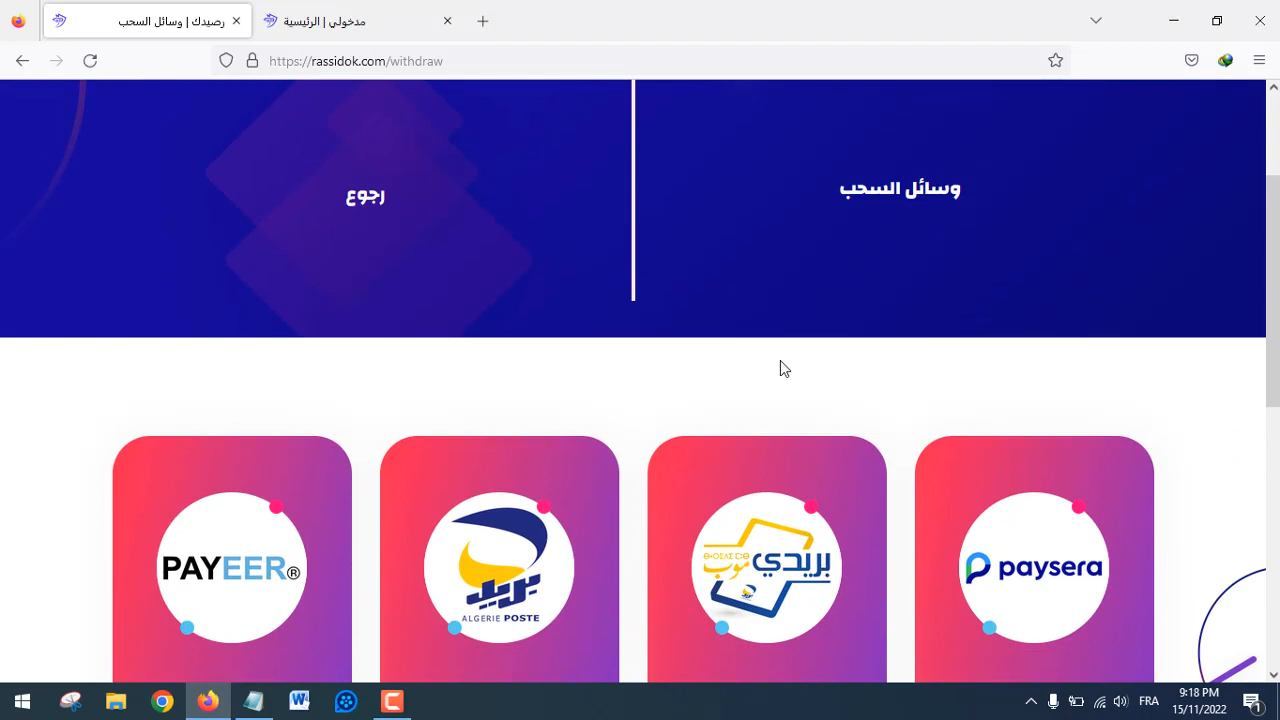 رصيدك | وسائل السحب
مدخولي | الرئيسية
https://rassidok.com/withdraw
وسائل السحب
رجوع
PAYEER®
بريد
ALGERIE POSTE
بريدي
موب
paysera
FRA
9:18 PM
15/11/2022
1